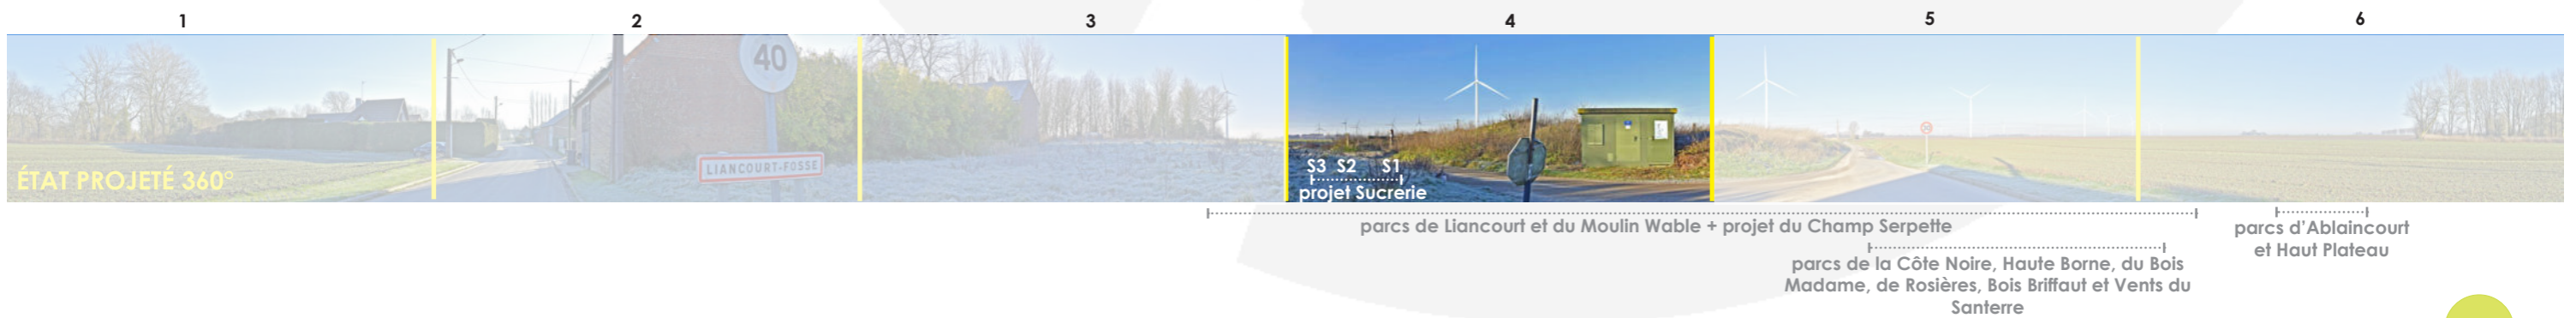 1 2 3 4 5 6
40
LIANCOURT-FOSSE
30
ÉTAT PROJETÉ 360°
S3 S2 S1
projet Sucrerie
parcs de Liancourt et du Moulin Wable + projet du Champ Serpette
parcs d'Ablaincourt
et Haut Plateau
parcs de la Côte Noire, Haute Borne, du Bois
Madame, de Rosières, Bois Briffaut et Vents du
Santerre